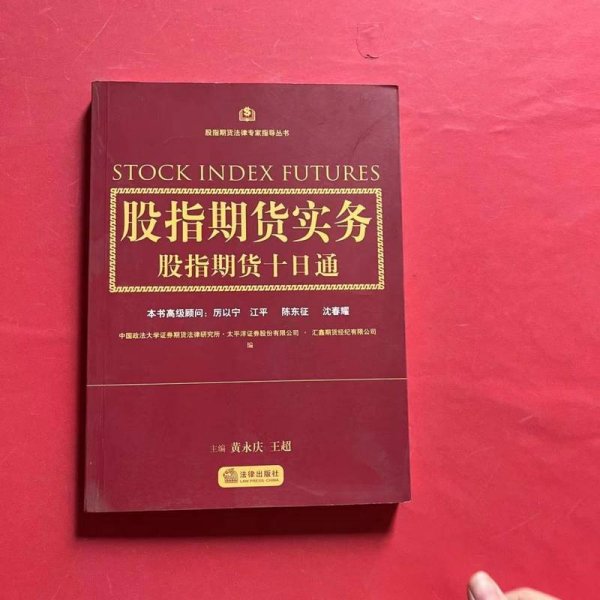 股指期货法律专家指导丛书
STOCK INDEX FUTURES
股指期货实务
股指期货十日通
本书高级顾问：厉以宁 江平 陈东征 沈春耀
中国政法大学证券期货法律研究所·太平洋证券股份有限公司·汇鑫期货经纪有限公司
编
主编 黄永庆 王超
法律出版社
LAW PRESS·CHINA